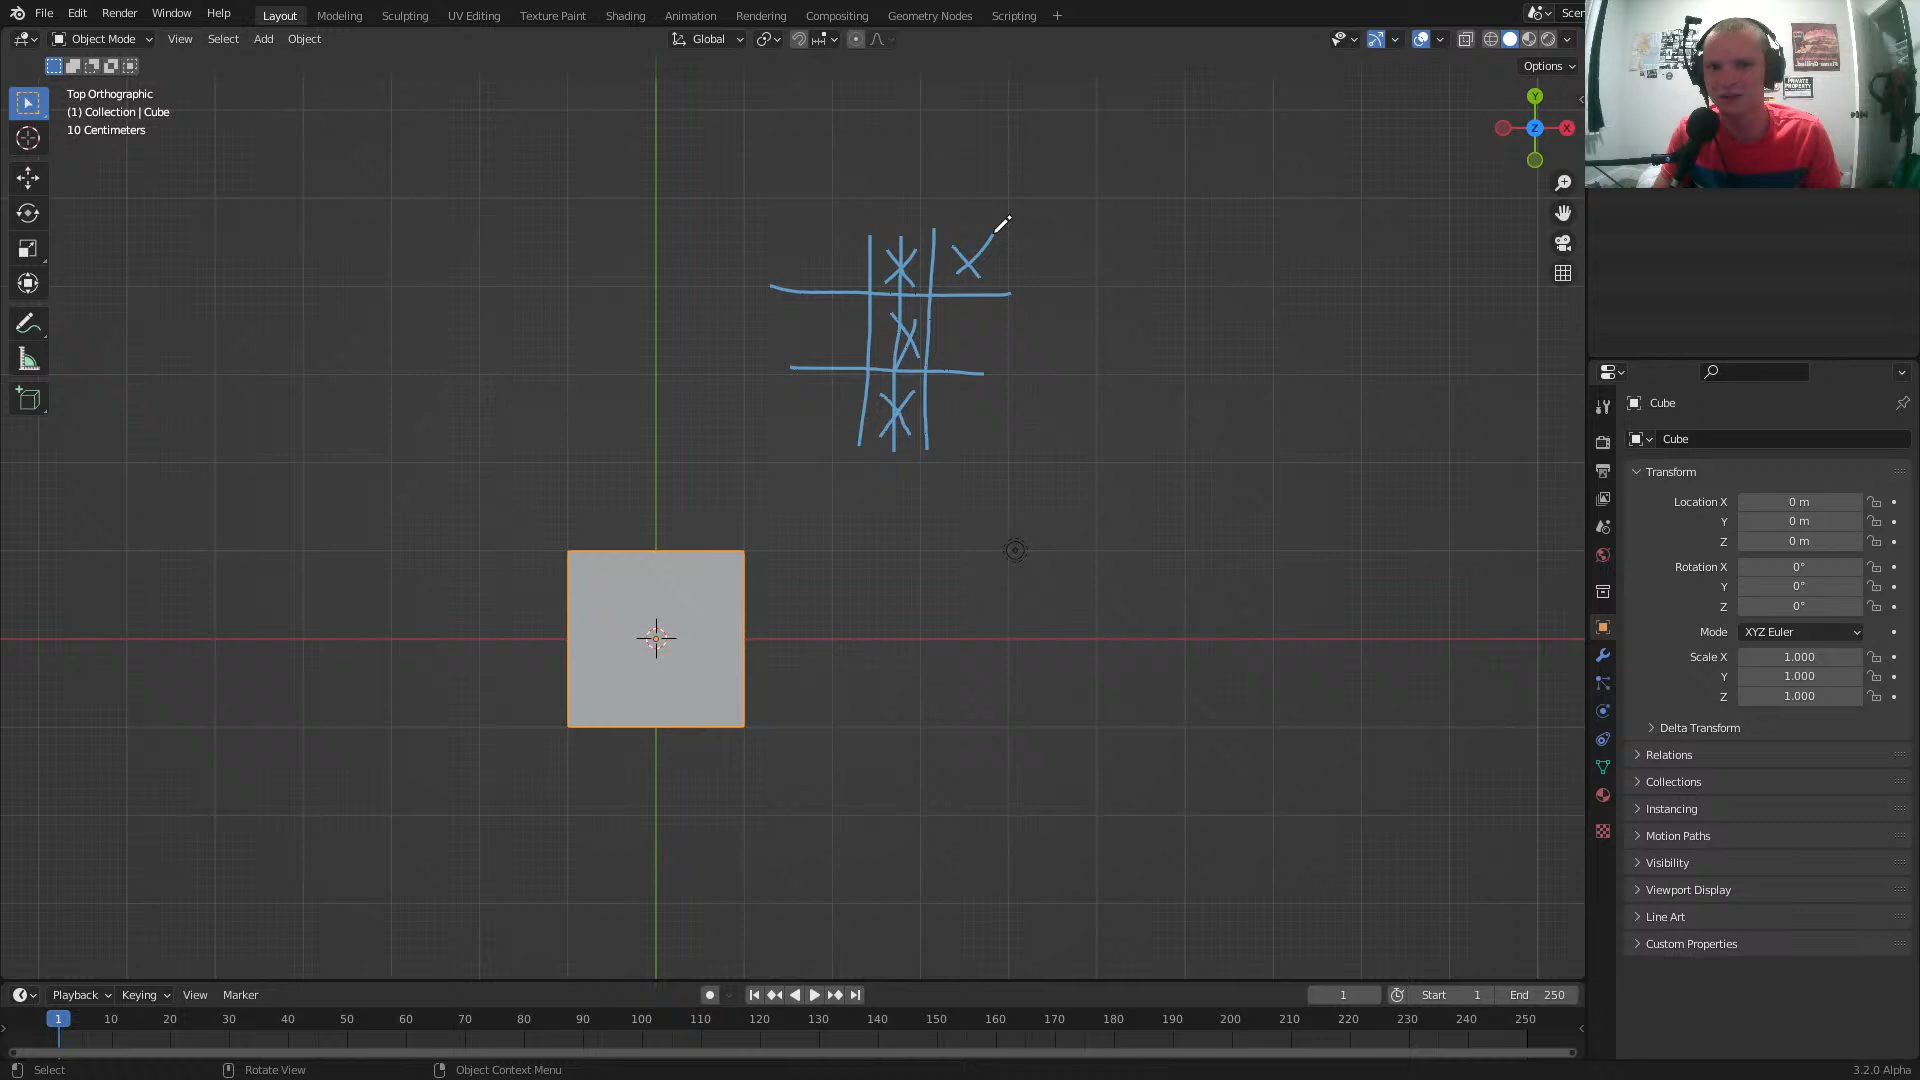 File Edit Render Window Help Layout Modeling Sculpting UV Editing Texture Paint Shading Animation Rendering Compositing Geometry Nodes Scripting + Scen
Object Mode View Select Add Object Global
Options
Top Orthographic
(1) Collection | Cube
10 Centimeters
Y
Z X
X X
X
X
PRIVATE PROPERTY
Cube
Cube
Transform
Location X 0 m
Y 0 m
Z 0 m
Rotation X 0°
Y 0°
Z 0°
Mode XYZ Euler
Scale X 1.000
Y 1.000
Z 1.000
Delta Transform
Relations
Collections
Instancing
Motion Paths
Visibility
Viewport Display
Line Art
Custom Properties
Playback Keying View Marker 1 Start 1 End 250
1 10 20 30 40 50 60 70 80 90 100 110 120 130 140 150 160 170 180 190 200 210 220 230 240 250
Select Rotate View Object Context Menu 3.2.0 Alpha